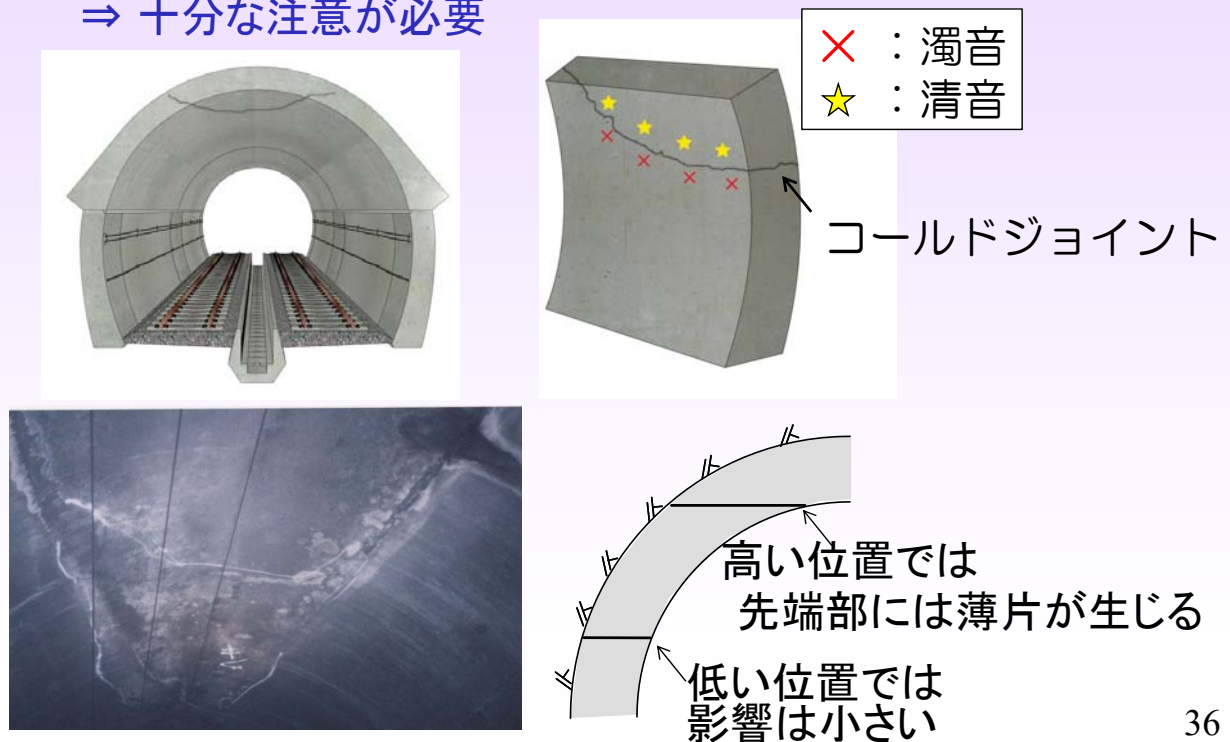 ⇒ 十分な注意が必要
× ：濁音
☆ ：清音
コールドジョイント
高い位置では
先端部には薄片が生じる
低い位置では
影響は小さい
36